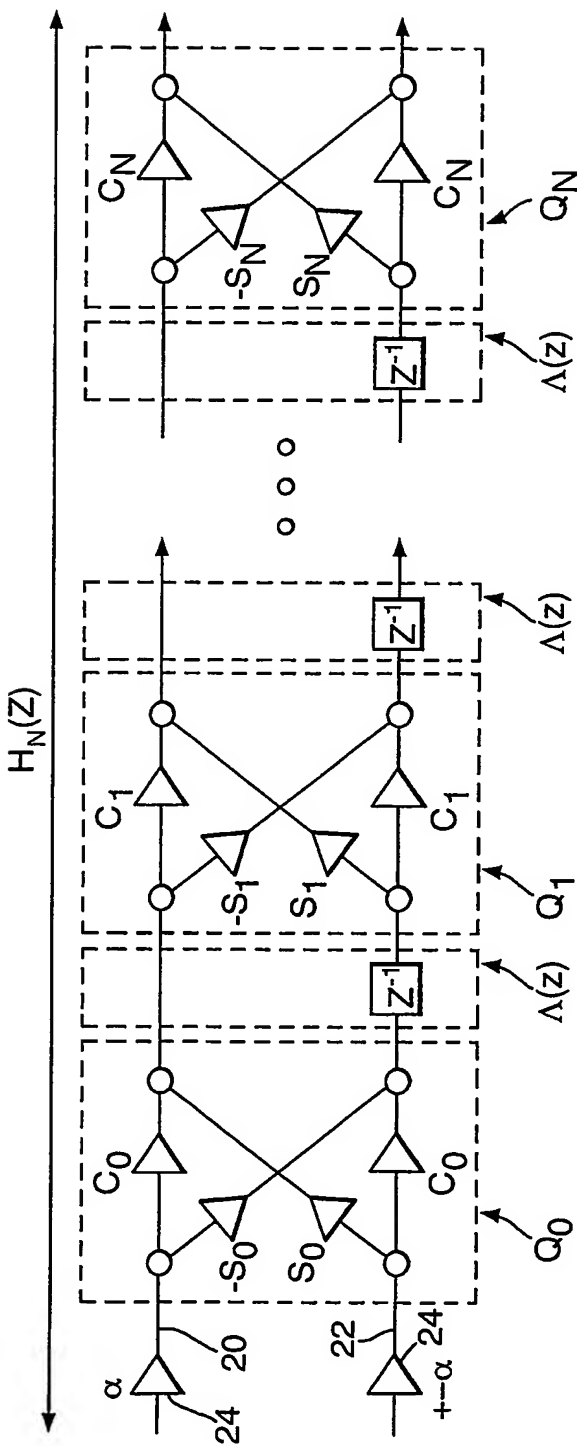 H_N(Z)
α
24
20
C_0
-S_0
S_0
C_0
22
24
+-α
Q_0
Z^-1
Λ(z)
C_1
-S_1
S_1
C_1
Q_1
Z^-1
Λ(z)
Z^-1
Λ(z)
C_N
-S_N
S_N
C_N
Q_N